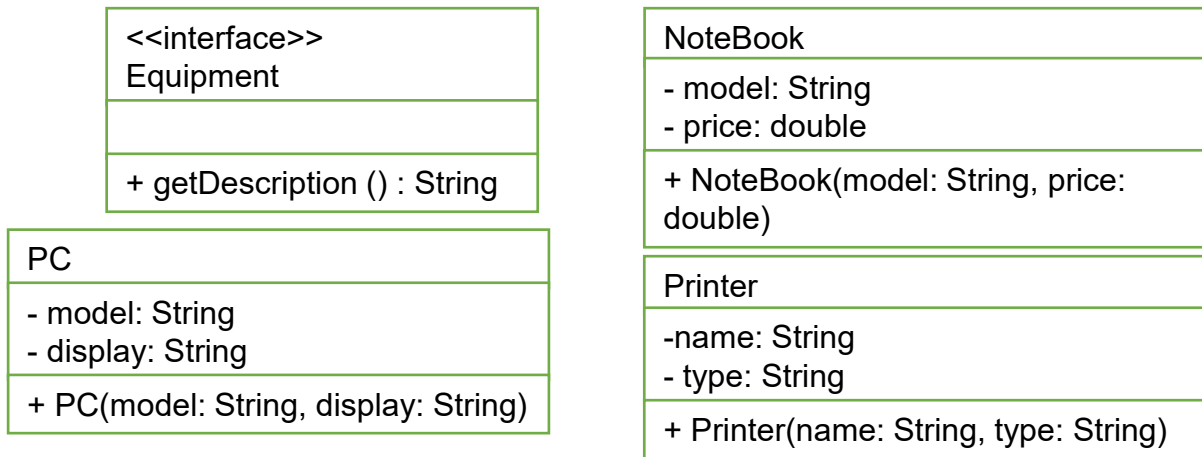 <<interface>>
Equipment
+ getDescription () : String
PC
- model: String
- display: String
+ PC(model: String, display: String)
NoteBook
- model: String
- price: double
+ NoteBook(model: String, price:
double)
Printer
-name: String
- type: String
+ Printer(name: String, type: String)